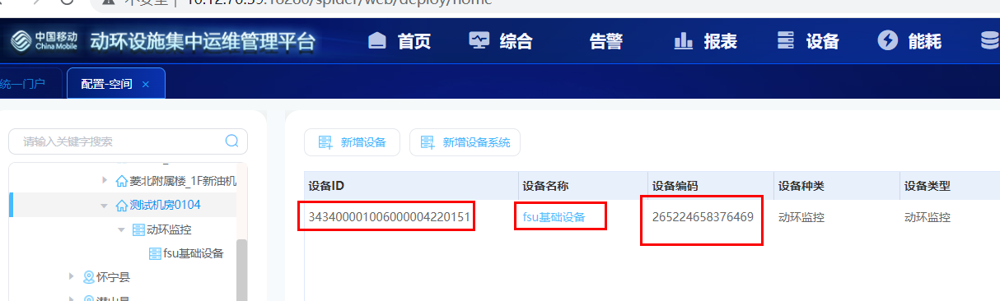 不安全
10.12.70.39:18280/spider/web/deploy/home
中国移动
China Mobile
动环设施集中运维管理平台
首页
综合
告警
报表
设备
能耗
统一门户
配置-空间 ×
请输入关键字搜索
菱北附属楼_1F新油机
测试机房0104
动环监控
fsu基础设备
怀宁县
潜山县
新增设备
新增设备系统
设备ID 设备名称 设备编码 设备种类 设备类型
343400001006000004220151 fsu基础设备 265224658376469 动环监控 动环监控